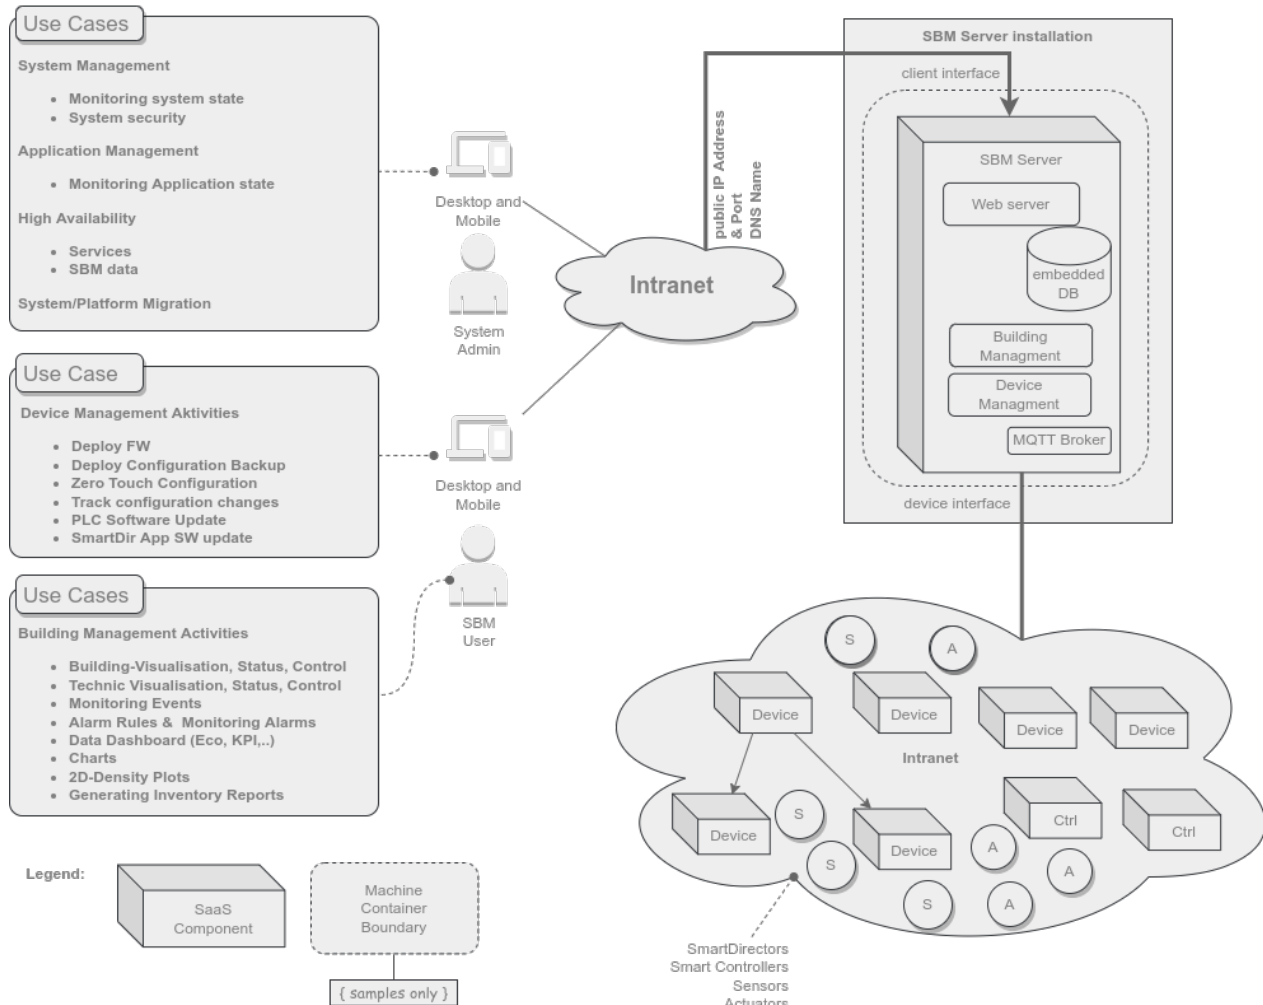 Use Cases
System Management
Monitoring system state
System security
Application Management
Monitoring Application state
High Availability
Services
SBM data
System/Platform Migration
Use Case
Device Management Aktivities
Deploy FW
Deploy Configuration Backup
Zero Touch Configuration
Track configuration changes
PLC Software Update
SmartDir App SW update
Use Cases
Building Management Activities
Building-Visualisation, Status, Control
Technic Visualisation, Status, Control
Monitoring Events
Alarm Rules & Monitoring Alarms
Data Dashboard (Eco, KPI,..)
Charts
2D-Density Plots
Generating Inventory Reports
Desktop and
Mobile
System
Admin
Desktop and
Mobile
SBM
User
Intranet
public IP Address
& Port
DNS Name
SBM Server installation
client interface
SBM Server
Web server
embedded
DB
Building
Managment
Device
Managment
MQTT Broker
device interface
S
A
Device
Device
Device
Device
Intranet
Device
S
Device
Ctrl
Ctrl
S
A
A
S
A
SmartDirectors
Smart Controllers
Sensors
Actuators
Legend:
SaaS
Component
Machine
Container
Boundary
{ samples only }